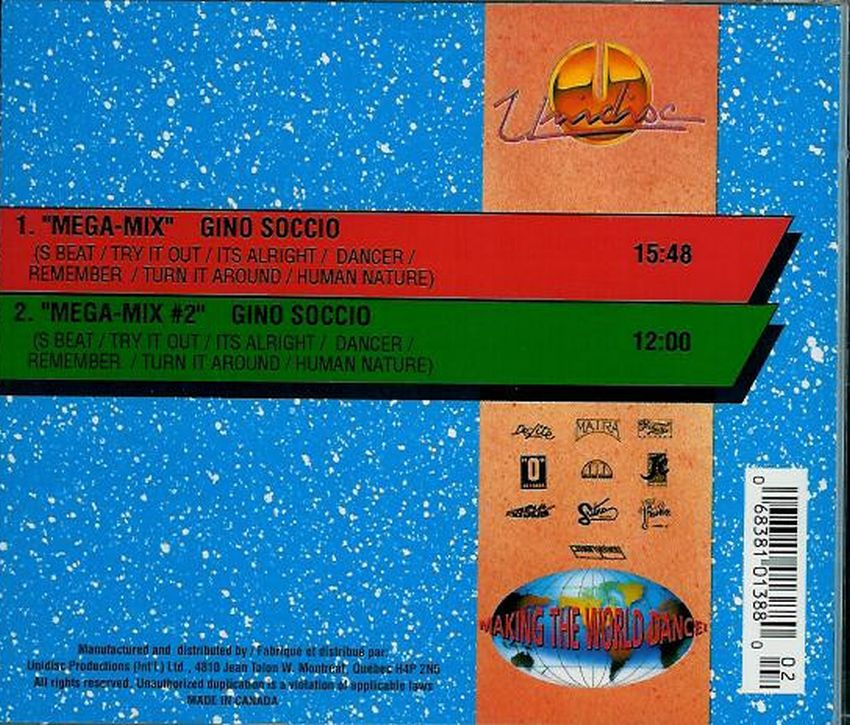 Unidisc
1. "MEGA-MIX" GINO SOCCIO
(S BEAT / TRY IT OUT / ITS ALRIGHT / DANCER /
REMEMBER / TURN IT AROUND / HUMAN NATURE)
15:48
2. "MEGA-MIX #2" GINO SOCCIO
(S BEAT / TRY IT OUT / ITS ALRIGHT / DANCER /
REMEMBER / TURN IT AROUND / HUMAN NATURE)
12:00
DeLite
MATRA
"O"
MAKING THE WORLD DANCE!
0 68381 01388 0
02
Manufactured and distributed by / Fabriqué et distribué par:
Unidisc Productions (Int'L) Ltd., 4810 Jean Talon W. Montréal, Québec H4P 2N5
All rights reserved. Unauthorized duplication is a violation of applicable laws
MADE IN CANADA